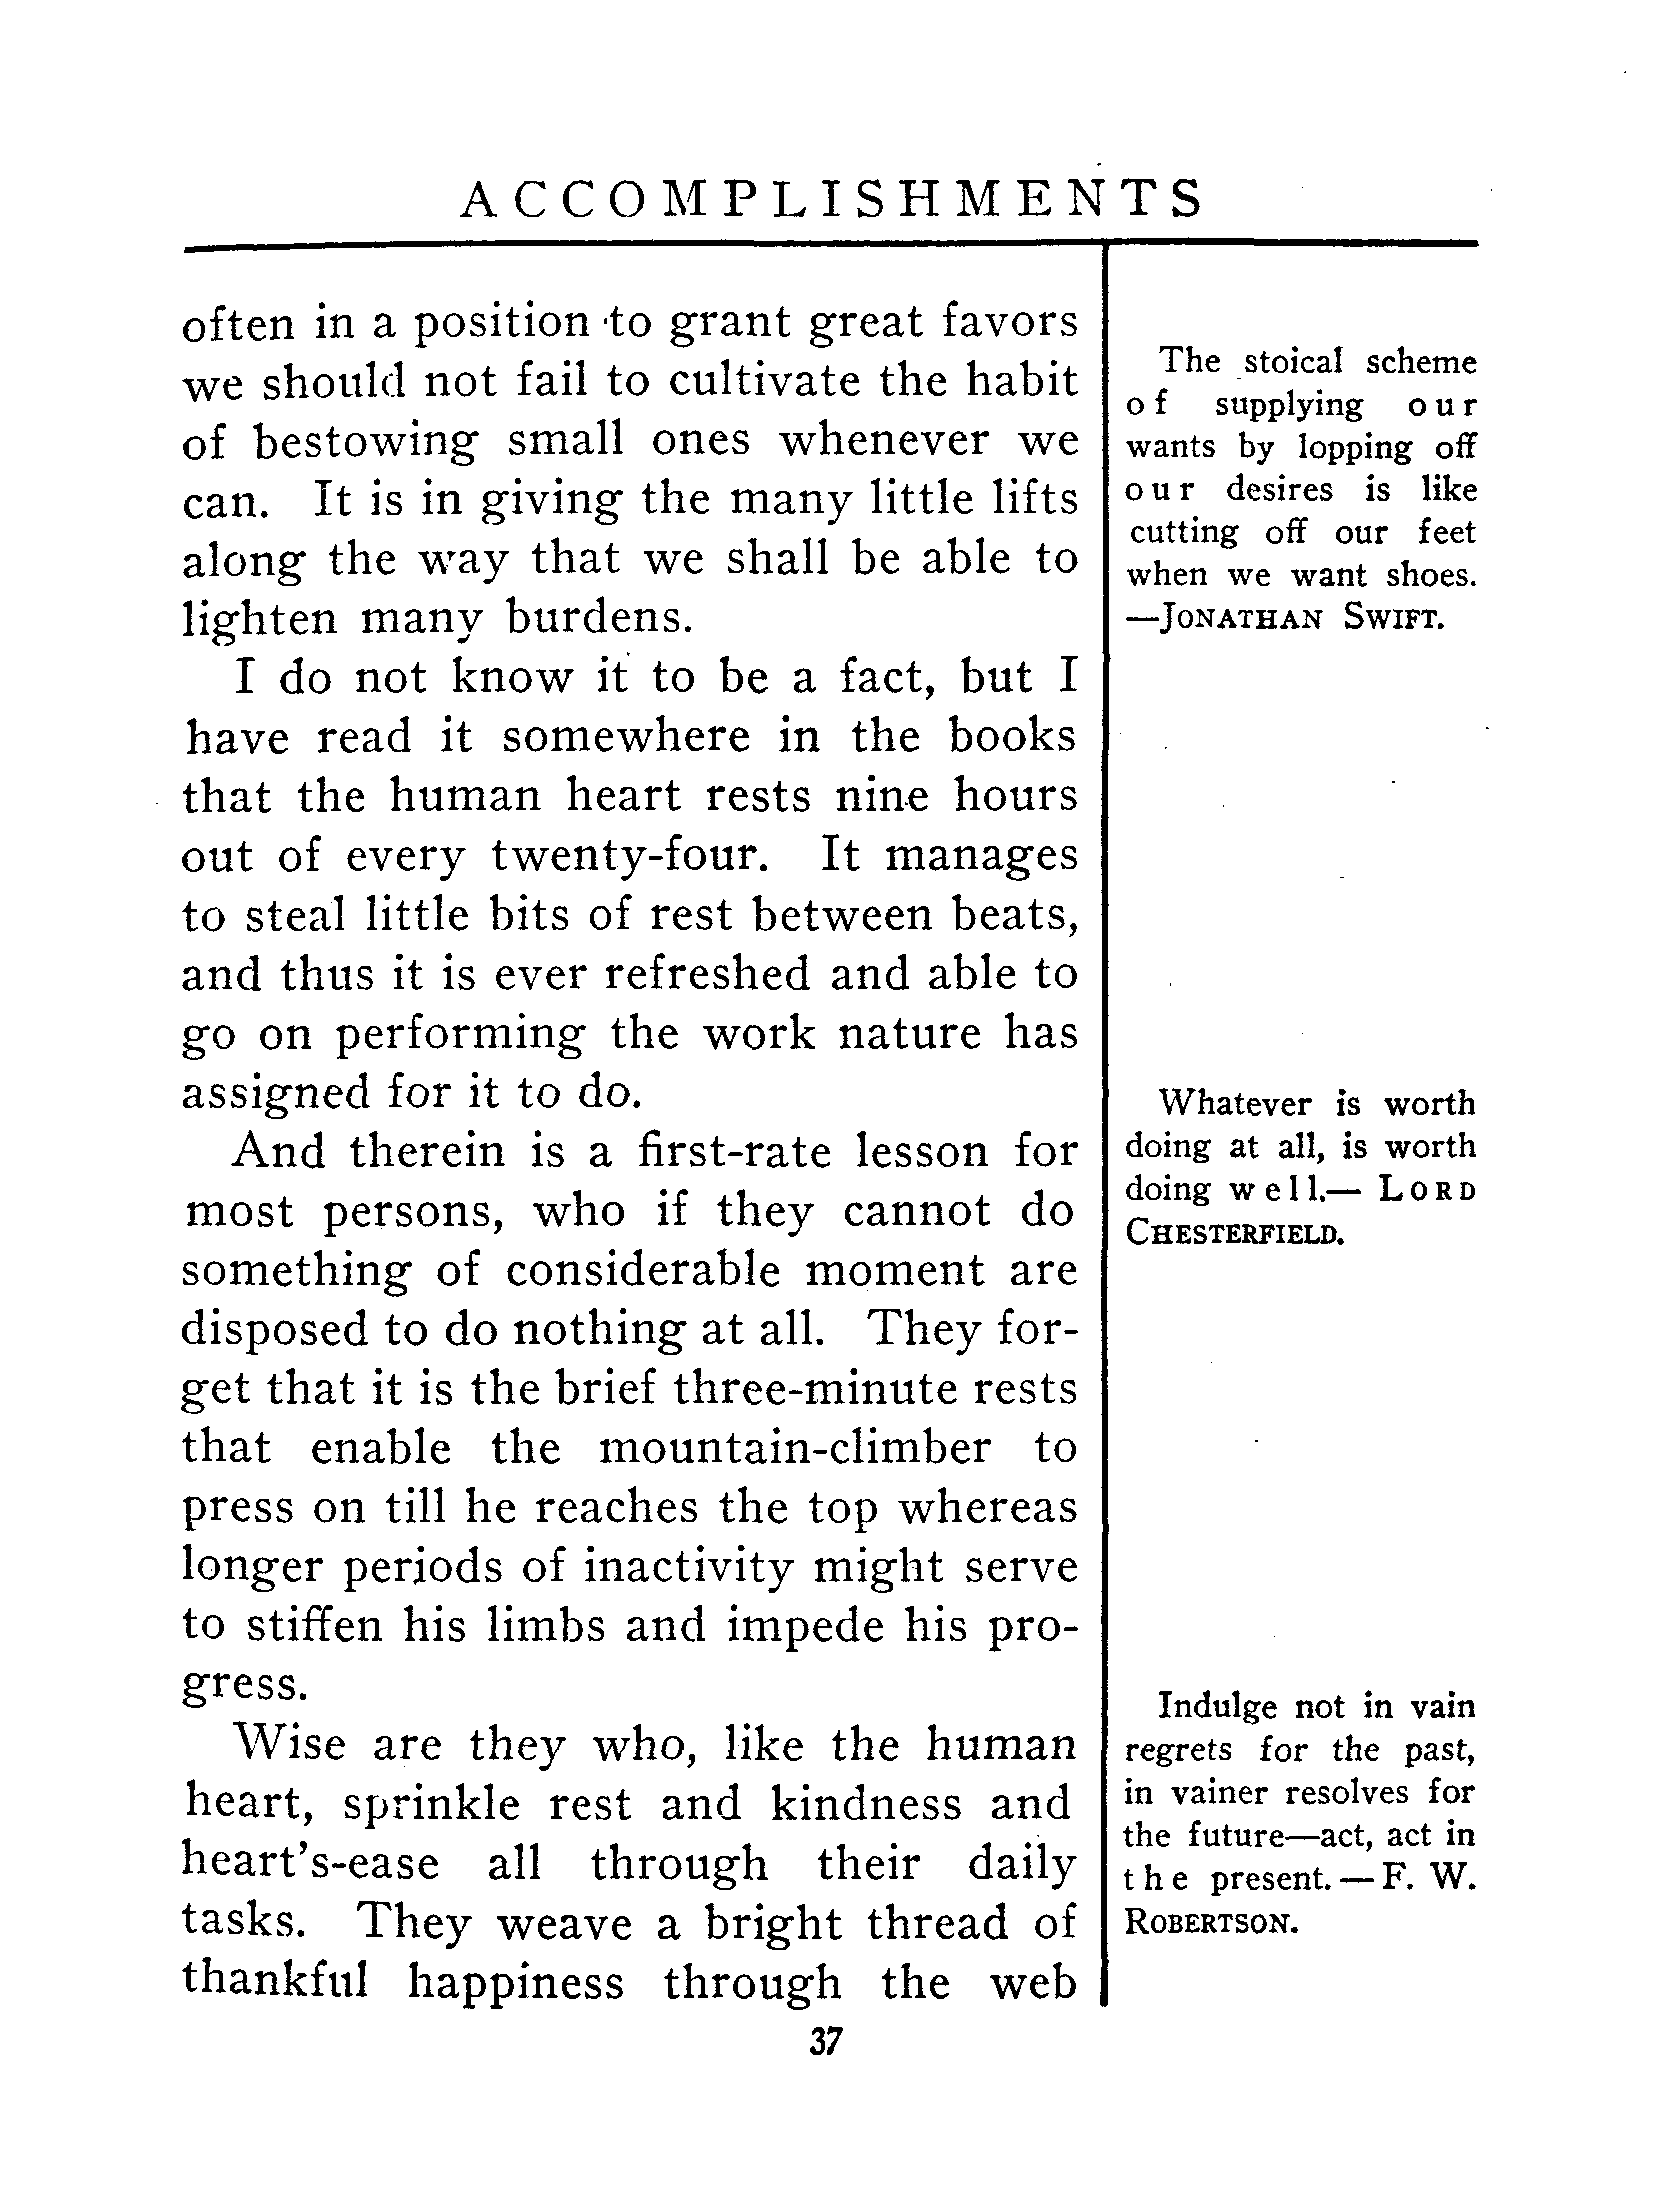 ACCOMPLISHMENTS
often in a position to grant great favors
we should not fail to cultivate the habit
of bestowing small ones whenever we
can. It is in giving the many little lifts
along the way that we shall be able to
lighten many burdens.
I do not know it to be a fact, but I
have read it somewhere in the books
that the human heart rests nine hours
out of every twenty-four. It manages
to steal little bits of rest between beats,
and thus it is ever refreshed and able to
go on performing the work nature has
assigned for it to do.
And therein is a first-rate lesson for
most persons, who if they cannot do
something of considerable moment are
disposed to do nothing at all. They for-
get that it is the brief three-minute rests
that enable the mountain-climber to
press on till he reaches the top whereas
longer periods of inactivity might serve
to stiffen his limbs and impede his pro-
gress.
Wise are they who, like the human
heart, sprinkle rest and kindness and
heart's-ease all through their daily
tasks. They weave a bright thread of
thankful happiness through the web
The stoical scheme
of supplying our
wants by lopping off
our desires is like
cutting off our feet
when we want shoes.
—JONATHAN SWIFT.
Whatever is worth
doing at all, is worth
doing well.— LORD
CHESTERFIELD.
Indulge not in vain
regrets for the past,
in vainer resolves for
the future—act, act in
the present.—F. W.
ROBERTSON.
37